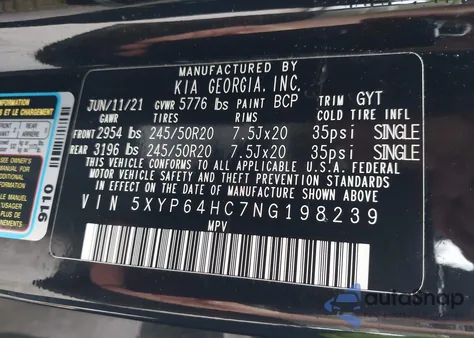 MANUFACTURED BY
KIA GEORGIA, INC.
JUN/11/21 GVWR 5776 lbs PAINT BCP TRIM GYT
GAWR TIRES RIMS COLD TIRE INFL
FRONT 2954 lbs 245/50R20 7.5Jx20 35psi SINGLE
REAR 3196 lbs 245/50R20 7.5Jx20 35psi SINGLE
THIS VEHICLE CONFORMS TO ALL APPLICABLE U.S.A FEDERAL
MOTOR VEHICLE SAFETY AND THEFT PREVENTION STANDARDS
IN EFFECT ON THE DATE OF MANUFACTURE SHOWN ABOVE.
VIN 5XYP64HC7NG198239
MPV
9110
autoSnap